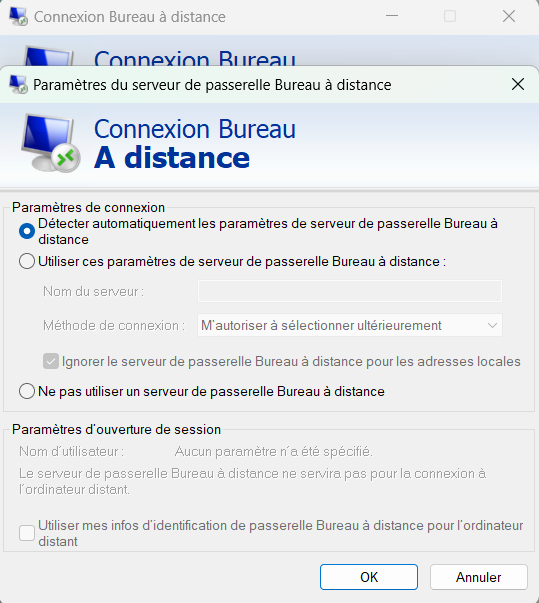 Connexion Bureau à distance
Connexion Bureau
Paramètres du serveur de passerelle Bureau à distance
Connexion Bureau
A distance
Paramètres de connexion
Détecter automatiquement les paramètres de serveur de passerelle Bureau à
distance
Utiliser ces paramètres de serveur de passerelle Bureau à distance :
Nom du serveur :
Méthode de connexion : M'autoriser à sélectionner ultérieurement
Ignorer le serveur de passerelle Bureau à distance pour les adresses locales
Ne pas utiliser un serveur de passerelle Bureau à distance
Paramètres d'ouverture de session
Nom d'utilisateur : Aucun paramètre n'a été spécifié.
Le serveur de passerelle Bureau à distance ne servira pas pour la connexion à
l'ordinateur distant.
Utiliser mes infos d'identification de passerelle Bureau à distance pour l'ordinateur
distant
OK Annuler